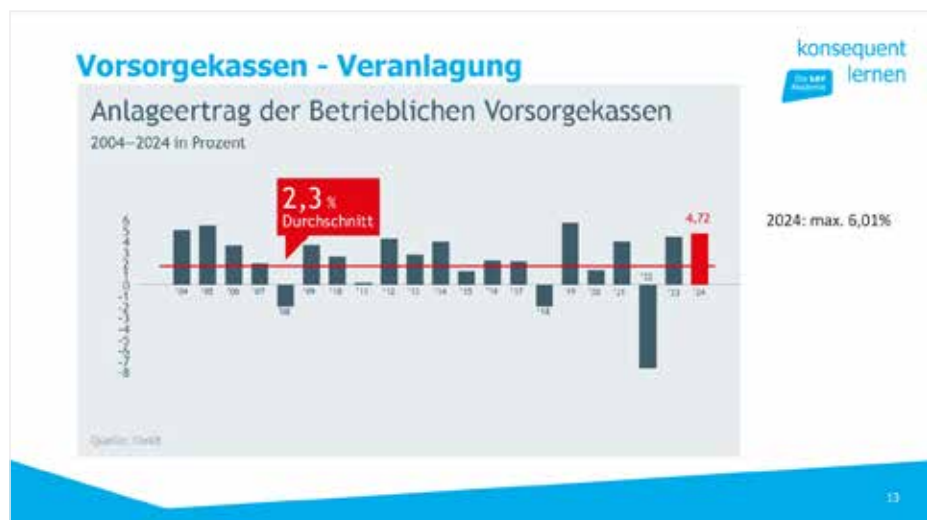 konsequent
lernen
Vorsorgekassen - Veranlagung
Anlageertrag der Betrieblichen Vorsorgekassen
2004—2024 in Prozent
2,3 %
Durchschnitt
4,72
2024: max. 6,01%
'22
'04 '05 '06 '07 '09 '10 '11 '12 '13 '14 '15 '16 '17 '19 '20 '21 '23 '24
'08 '18
Quelle:
13